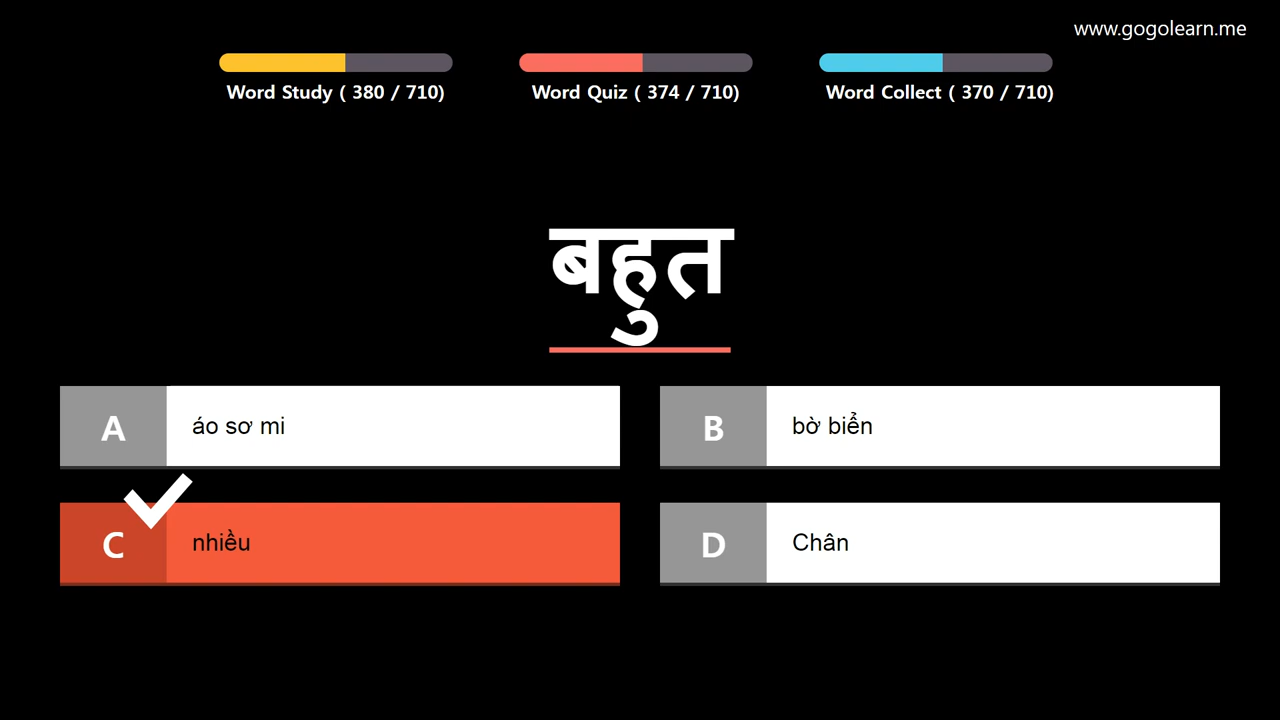 www.gogolearn.me
Word Study ( 380 / 710)
Word Quiz ( 374 / 710)
Word Collect ( 370 / 710)
बहुत
A áo sơ mi
B bờ biển
C nhiều
D Chân